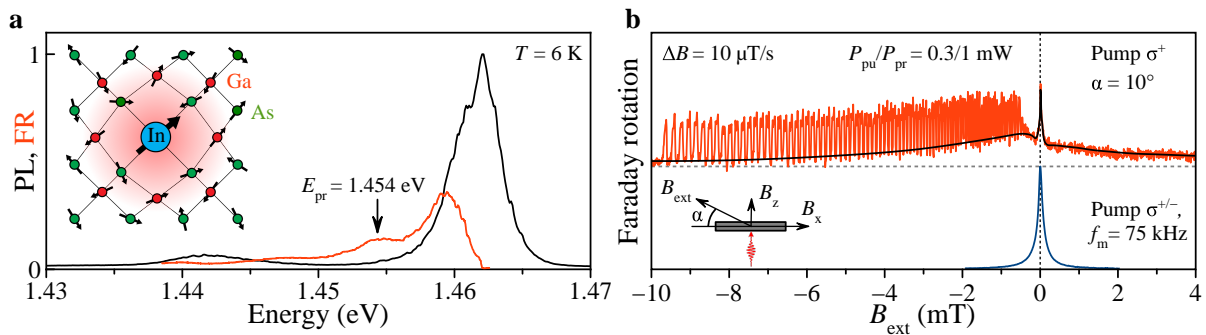 a
1
PL, FR
0
T = 6 K
Ga
As
In
E_pr = 1.454 eV
1.43 1.44 1.45 1.46 1.47
Energy (eV)
b
Faraday rotation
ΔB = 10 μT/s
P_pu/P_pr = 0.3/1 mW
Pump σ⁺
α = 10°
B_ext
α
B_z
B_x
Pump σ⁺/⁻,
f_m = 75 kHz
−10 −8 −6 −4 −2 0 2 4
B_ext (mT)